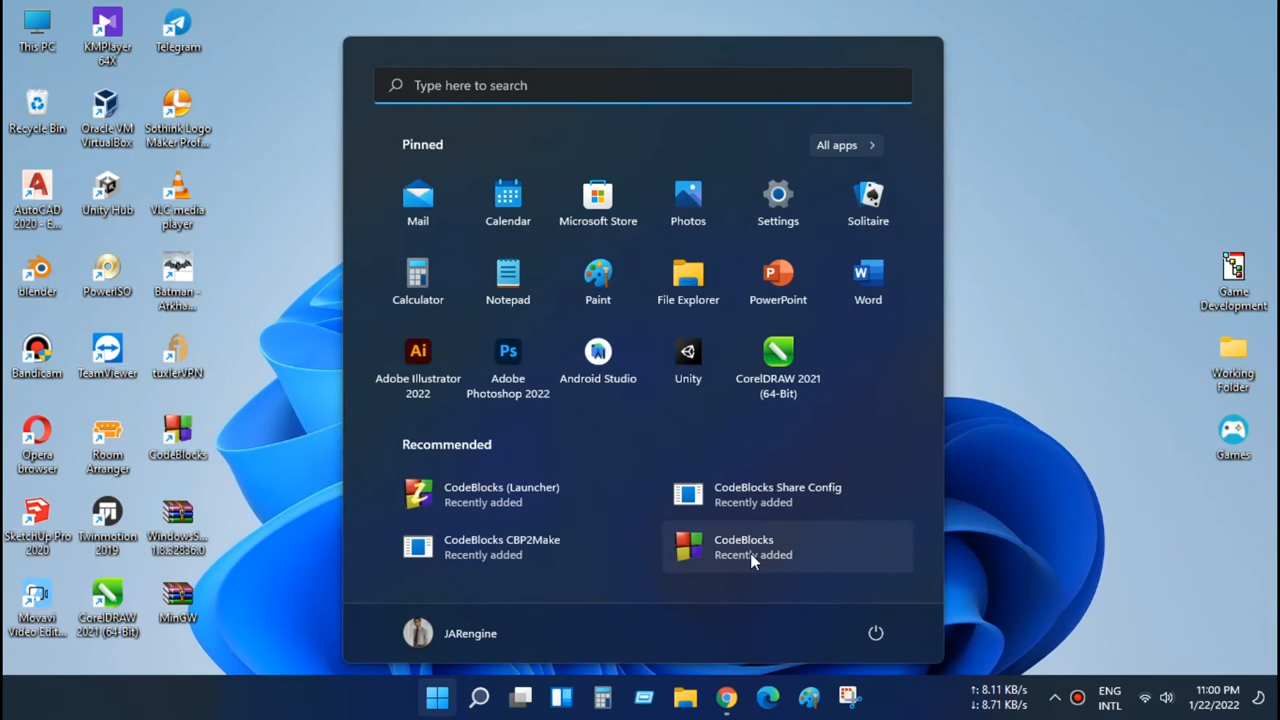 This PC
KMPlayer
64X
Telegram
Recycle Bin
Oracle VM
VirtualBox
Sothink Logo
Maker Prof...
AutoCAD
2020 - E...
Unity Hub
VLC media
player
blender
PowerISO
Batman -
Arkha...
Bandicam
TeamViewer
tuxlerVPN
Opera
browser
Room
Arranger
CodeBlocks
SketchUp Pro
2020
Twinmotion
2019
WindowsS...
1.8.32836.0
Movavi
Video Edit...
CorelDRAW
2021 (64-Bit)
MinGW
Type here to search
Pinned
All apps
Mail
Calendar
Microsoft Store
Photos
Settings
Solitaire
Calculator
Notepad
Paint
File Explorer
PowerPoint
Word
Adobe Illustrator
2022
Adobe
Photoshop 2022
Android Studio
Unity
CorelDRAW 2021
(64-Bit)
Recommended
CodeBlocks (Launcher)
Recently added
CodeBlocks Share Config
Recently added
CodeBlocks CBP2Make
Recently added
CodeBlocks
Recently added
JARengine
Game
Development
Working
Folder
Games
↑: 8.11 KB/s
↓: 8.71 KB/s
ENG
INTL
11:00 PM
1/22/2022